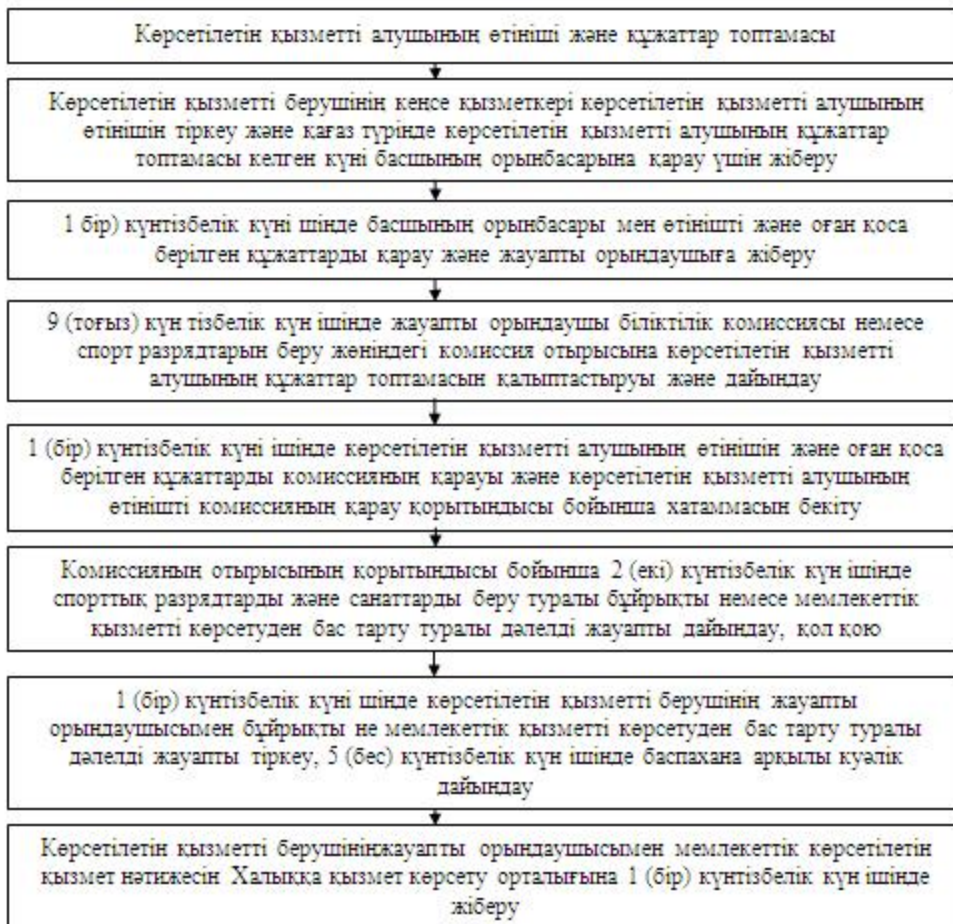 Көрсетілетін қызметті алушының өтініші және құжаттар топтамасы
Көрсетілетін қызметті берушінің кеңсе қызметкері көрсетілетін қызметті алушының
өтінішін тіркеу және қағаз түрінде көрсетілетін қызметті алушының құжаттар
топтамасы келген күні басшының орынбасарына қарау үшін жіберу
1 бір) күнтізбелік күні шінде басшының орынбасары мен өтінішті және оған қоса
берілген құжаттарды қарау және жауапты орындаушыға жіберу
9 (тоғыз) күн тізбелік күн ішінде жауапты орындаушы біліктілік комиссиясы немесе
спорт разрядтарын беру жөніндегі комиссия отырысына көрсетілетін қызметті
алушының құжаттар топтамасын қалыптастыруы және дайындау
1 (бір) күнтізбелік күні ішінде көрсетілетін қызметті алушының өтінішін және оған қоса
берілген құжаттарды комиссияның қарауы және көрсетілетін қызметті алушының
өтінішті комиссияның қарау қорытындысы бойынша хатаммасын бекіту
Комиссияның отырысының қорытындысы бойынша 2 (екі) күнтізбелік күн ішінде
спорттық разрядтарды және санаттарды беру туралы бұйрықты немесе мемлекеттік
қызметті көрсетуден бас тарту туралы дәлелді жауапты дайындау, қол қою
1 (бір) күнтізбелік күні шінде көрсетілетін қызметті берушінің жауапты
орындаушысымен бұйрықты не мемлекеттік қызметті көрсетуден бас тарту туралы
дәлелді жауапты тіркеу, 5 (бес) күнтізбелік күн ішінде баспахана арқылы куәлік
дайындау
Көрсетілетін қызметті берушініңжауапты орындаушысымен мемлекеттік көрсетілетін
қызмет нәтижесін Халыққа қызмет көрсету орталығына 1 (бір) күнтізбелік күн ішінде
жіберу